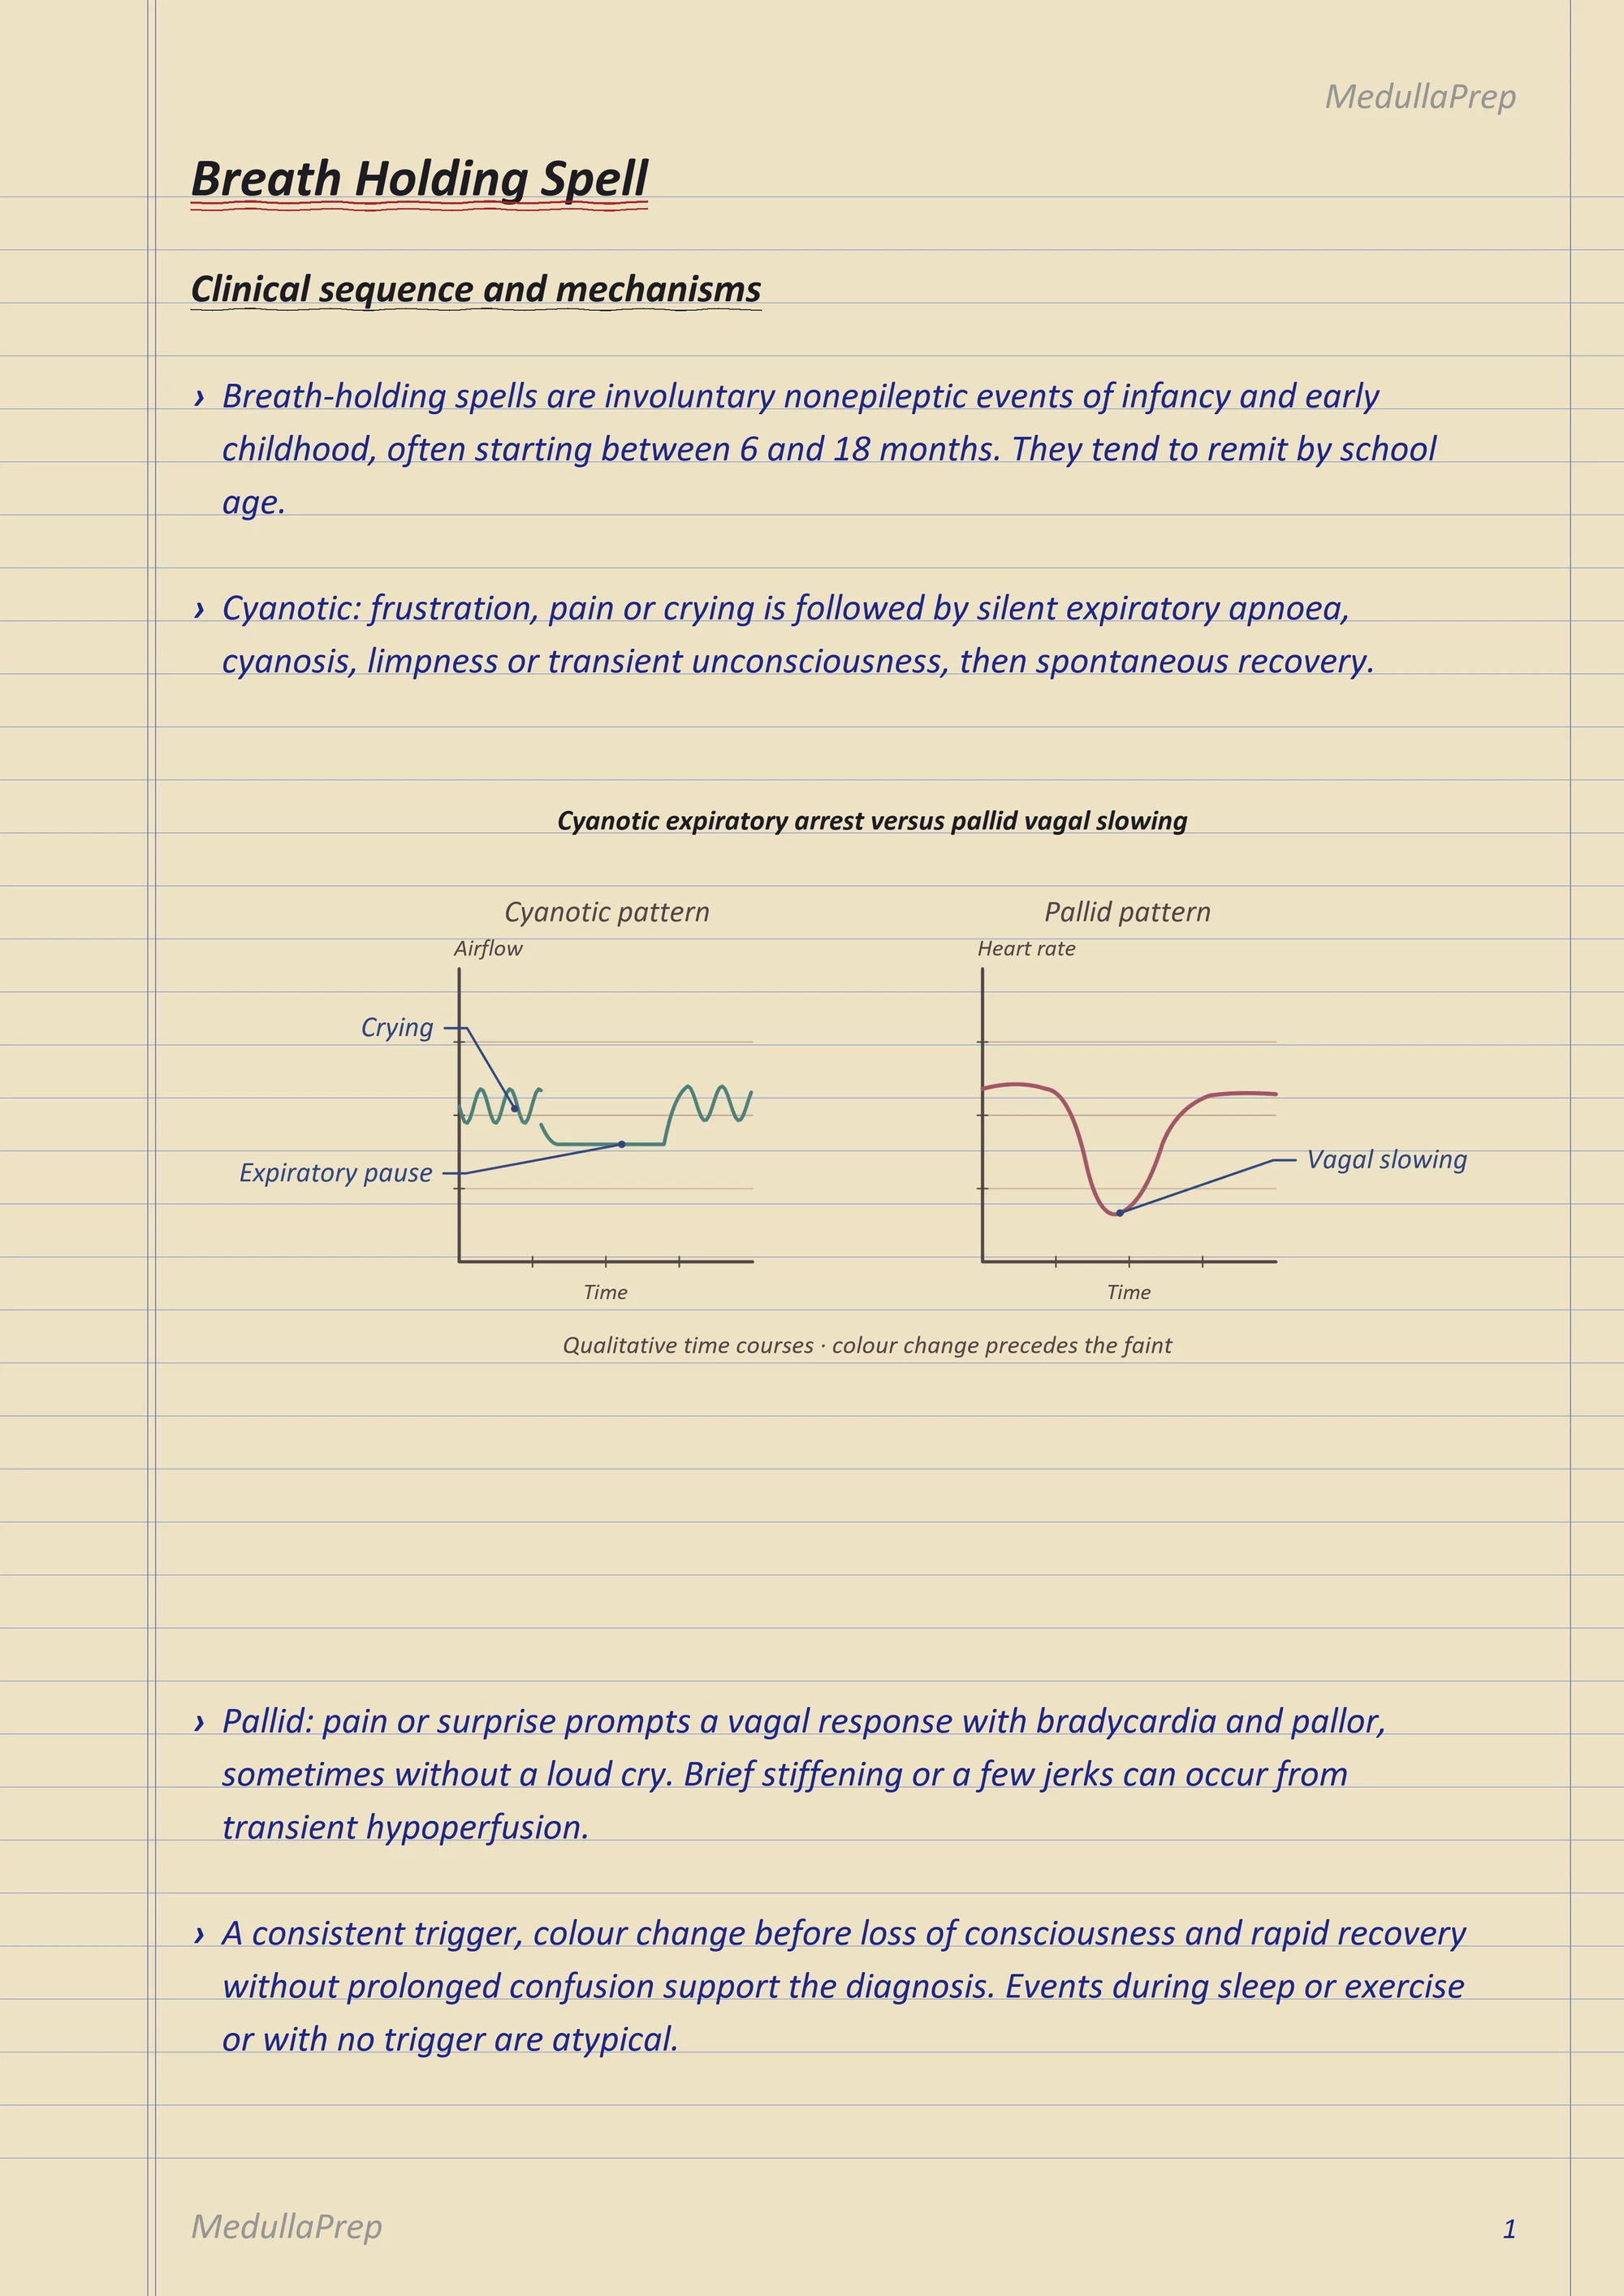 MedullaPrep
Breath Holding Spell
Clinical sequence and mechanisms
› Breath-holding spells are involuntary nonepileptic events of infancy and early
childhood, often starting between 6 and 18 months. They tend to remit by school
age.
› Cyanotic: frustration, pain or crying is followed by silent expiratory apnoea,
cyanosis, limpness or transient unconsciousness, then spontaneous recovery.
Cyanotic expiratory arrest versus pallid vagal slowing
Cyanotic pattern
Airflow
Crying
Expiratory pause
Time
Pallid pattern
Heart rate
Vagal slowing
Time
Qualitative time courses · colour change precedes the faint
› Pallid: pain or surprise prompts a vagal response with bradycardia and pallor,
sometimes without a loud cry. Brief stiffening or a few jerks can occur from
transient hypoperfusion.
› A consistent trigger, colour change before loss of consciousness and rapid recovery
without prolonged confusion support the diagnosis. Events during sleep or exercise
or with no trigger are atypical.
MedullaPrep
1